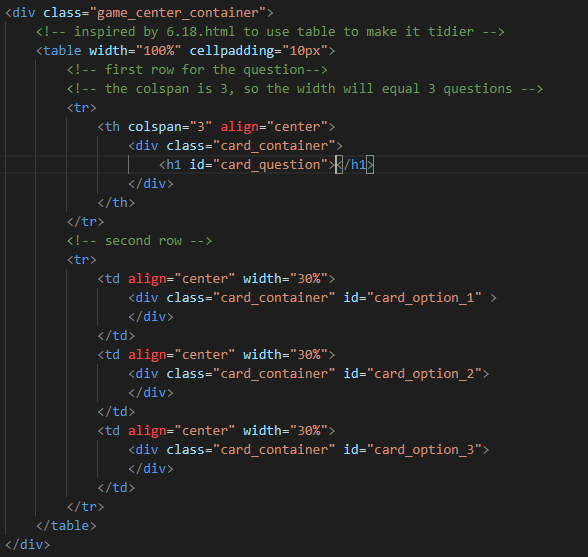 <div class="game_center_container">
<!-- inspired by 6.18.html to use table to make it tidier -->
<table width="100%" cellpadding="10px">
<!-- first row for the question-->
<!-- the colspan is 3, so the width will equal 3 questions -->
<tr>
<th colspan="3" align="center">
<div class="card_container">
<h1 id="card_question"></h1>
</div>
</th>
</tr>
<!-- second row -->
<tr>
<td align="center" width="30%">
<div class="card_container" id="card_option_1" >
</div>
</td>
<td align="center" width="30%">
<div class="card_container" id="card_option_2">
</div>
</td>
<td align="center" width="30%">
<div class="card_container" id="card_option_3">
</div>
</td>
</tr>
</table>
</div>